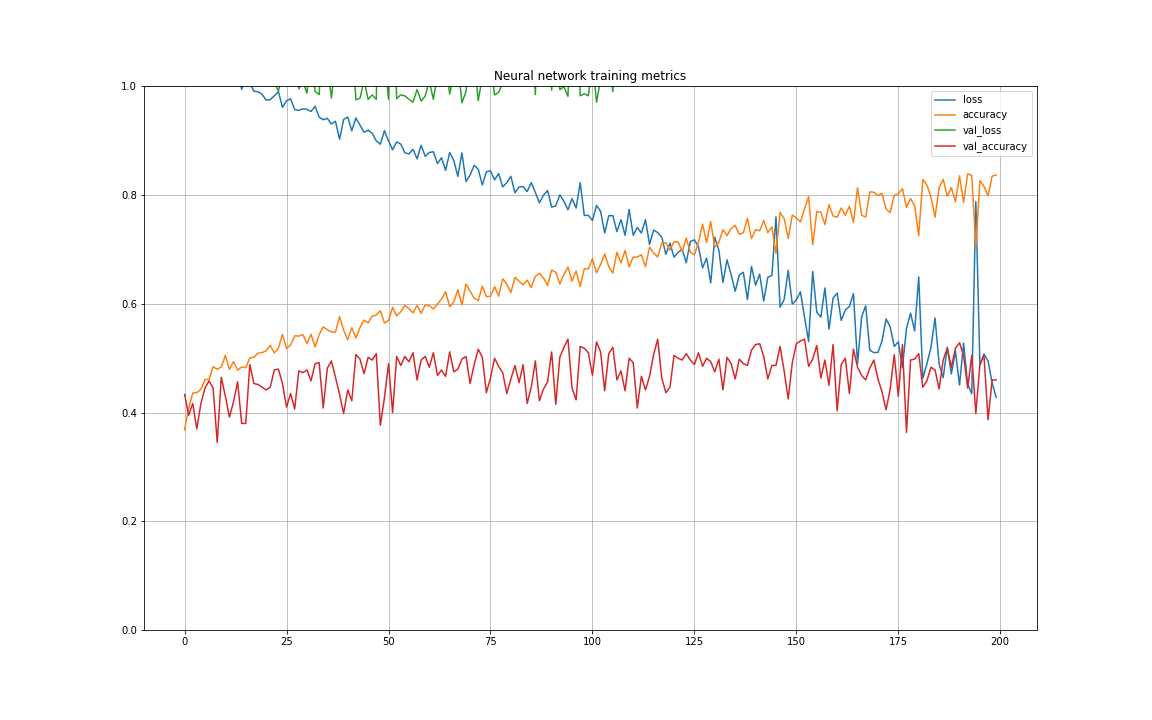 Neural network training metrics
1.0
0.8
0.6
0.4
0.2
0.0
loss
accuracy
val_loss
val_accuracy
0 25 50 75 100 125 150 175 200